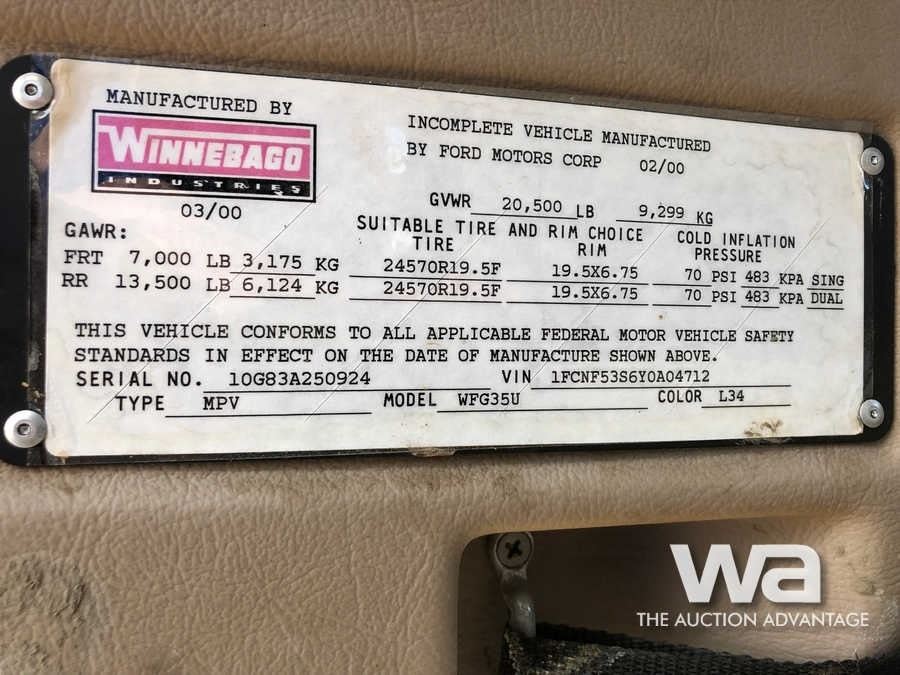 MANUFACTURED BY
WINNEBAGO
INDUSTRIES
03/00
INCOMPLETE VEHICLE MANUFACTURED
BY FORD MOTORS CORP 02/00
GVWR 20,500 LB 9,299 KG
GAWR: SUITABLE TIRE AND RIM CHOICE COLD INFLATION
TIRE RIM PRESSURE
FRT 7,000 LB 3,175 KG 24570R19.5F 19.5X6.75 70 PSI 483 KPA SING
RR 13,500 LB 6,124 KG 24570R19.5F 19.5X6.75 70 PSI 483 KPA DUAL
THIS VEHICLE CONFORMS TO ALL APPLICABLE FEDERAL MOTOR VEHICLE SAFETY
STANDARDS IN EFFECT ON THE DATE OF MANUFACTURE SHOWN ABOVE.
SERIAL NO. 10G83A250924 VIN 1FCNF53S6Y0A04712
TYPE MPV MODEL WFG35U COLOR L34
wa
THE AUCTION ADVANTAGE